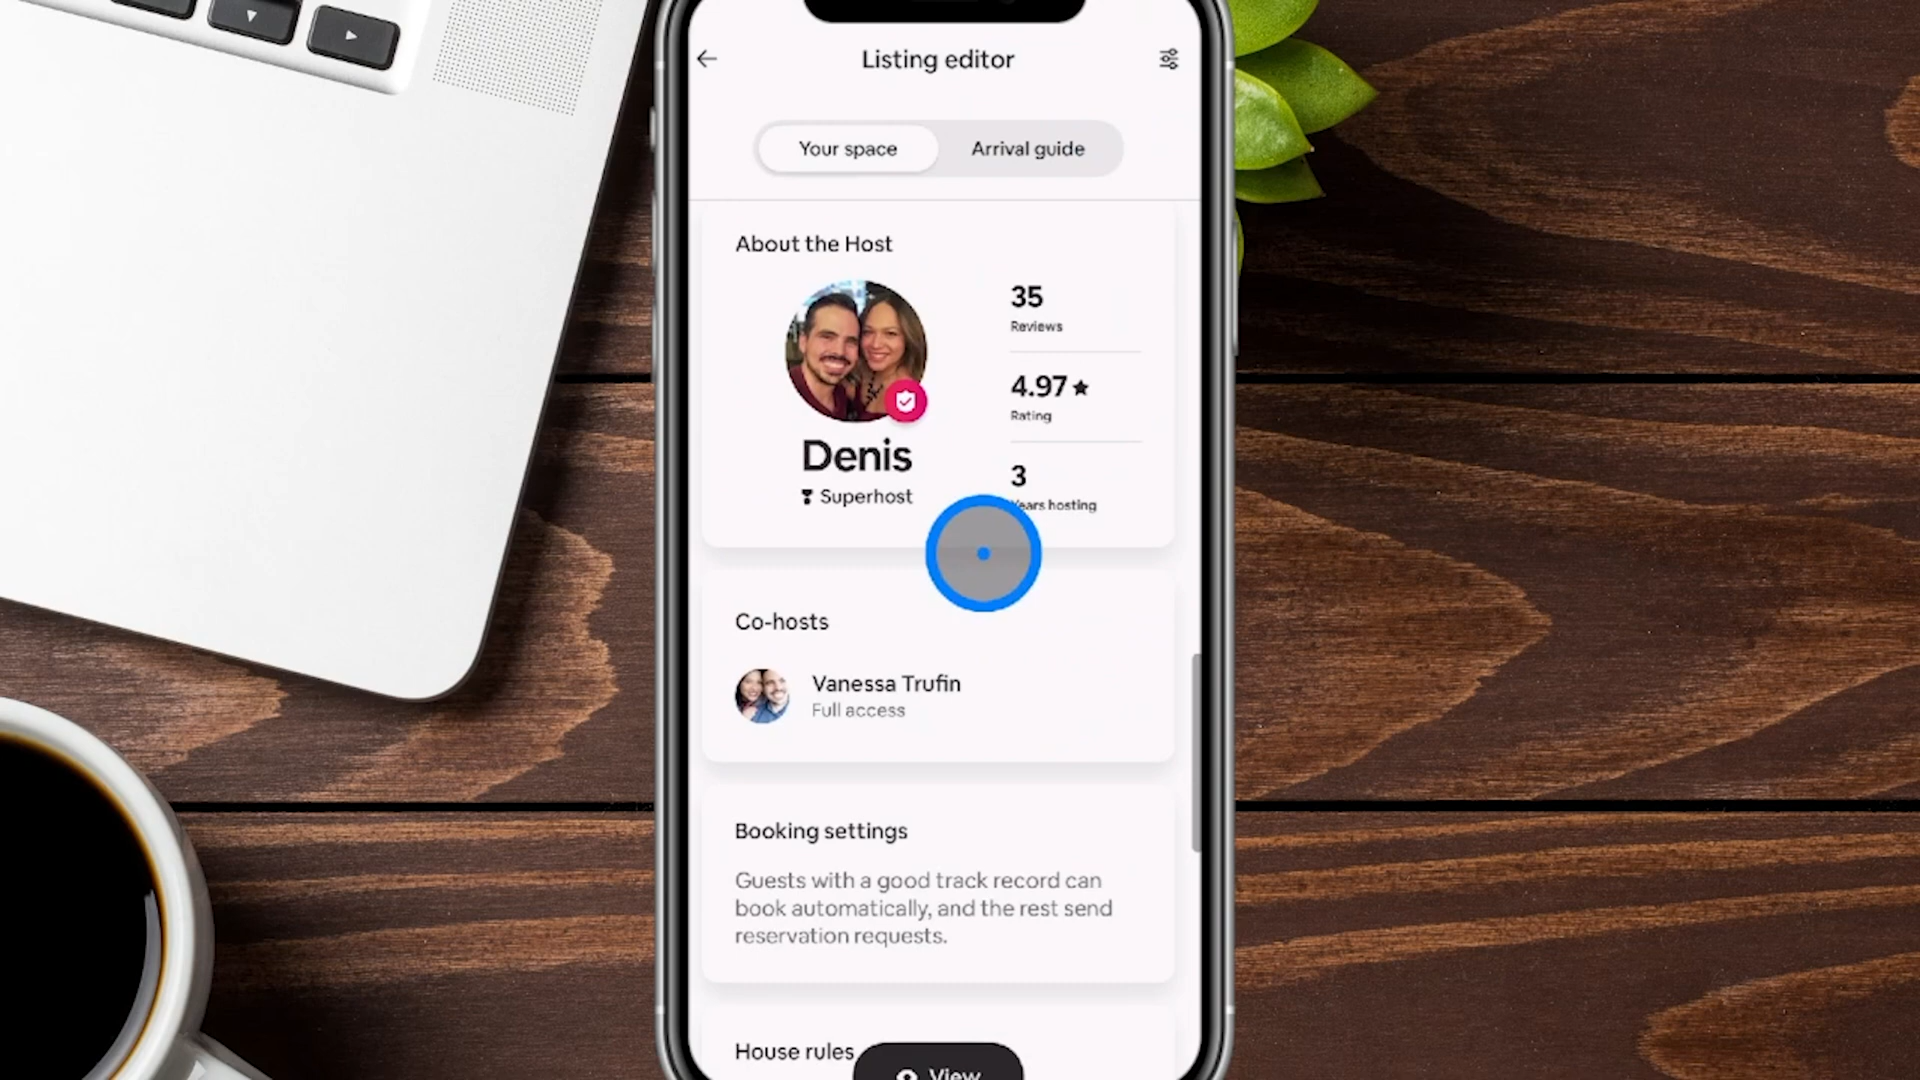 Listing editor
Your space
Arrival guide
About the Host
35
Reviews
4.97★
Rating
3
Years hosting
Denis
Superhost
Co-hosts
Vanessa Trufin
Full access
Booking settings
Guests with a good track record can
book automatically, and the rest send
reservation requests.
House rules
View